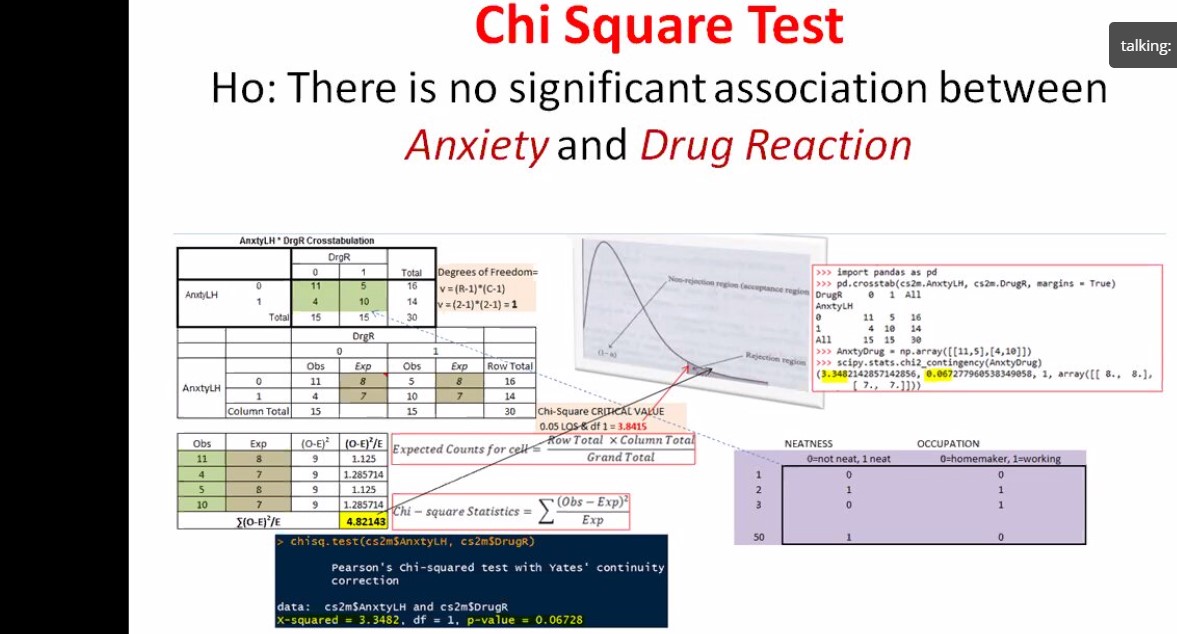 Chi Square Test
talking:
Ho: There is no significant association between
Anxiety and Drug Reaction
AnxtyLH * DrgR Crosstabulation
DrgR
0 1 Total
AnxtyLH 0 11 5 16
1 4 10 14
Total 15 15 30
Degrees of Freedom=
v = (R-1)*(C-1)
v = (2-1)*(2-1) = 1
DrgR
0 1
Obs Exp Obs Exp Row Total
AnxtyLH 0 11 8 5 8 16
1 4 7 10 7 14
Column Total 15 15 30
Non-rejection region (acceptance region
(1-α)
Rejection region
Chi-Square CRITICAL VALUE
0.05 LOS & df 1 = 3.8415
>>> import pandas as pd
>>> pd.crosstab(cs2m.AnxtyLH, cs2m.DrugR, margins = True)
DrugR 0 1 All
AnxtyLH
0 11 5 16
1 4 10 14
All 15 15 30
>>> AnxtyDrug = np.array([[11,5],[4,10]])
>>> scipy.stats.chi2_contingency(AnxtyDrug)
(3.3482142857142856, 0.067277960538349058, 1, array([[ 8., 8.],
[ 7., 7.]]))
Obs Exp (O-E)² (O-E)²/E
11 8 9 1.125
4 7 9 1.285714
5 8 9 1.125
10 7 9 1.285714
∑(O-E)²/E 4.82143
Expected Counts for cell = Row Total × Column Total
Grand Total
Chi − square Statistics = ∑ (Obs − Exp)²
Exp
NEATNESS OCCUPATION
0=not neat, 1 neat 0=homemaker, 1=working
1 0 0
2 1 1
3 0 1
50 1 0
> chisq.test(cs2m$AnxtyLH, cs2m$DrugR)
Pearson's Chi-squared test with Yates' continuity
correction
data: cs2m$AnxtyLH and cs2m$DrugR
X-squared = 3.3482, df = 1, p-value = 0.06728